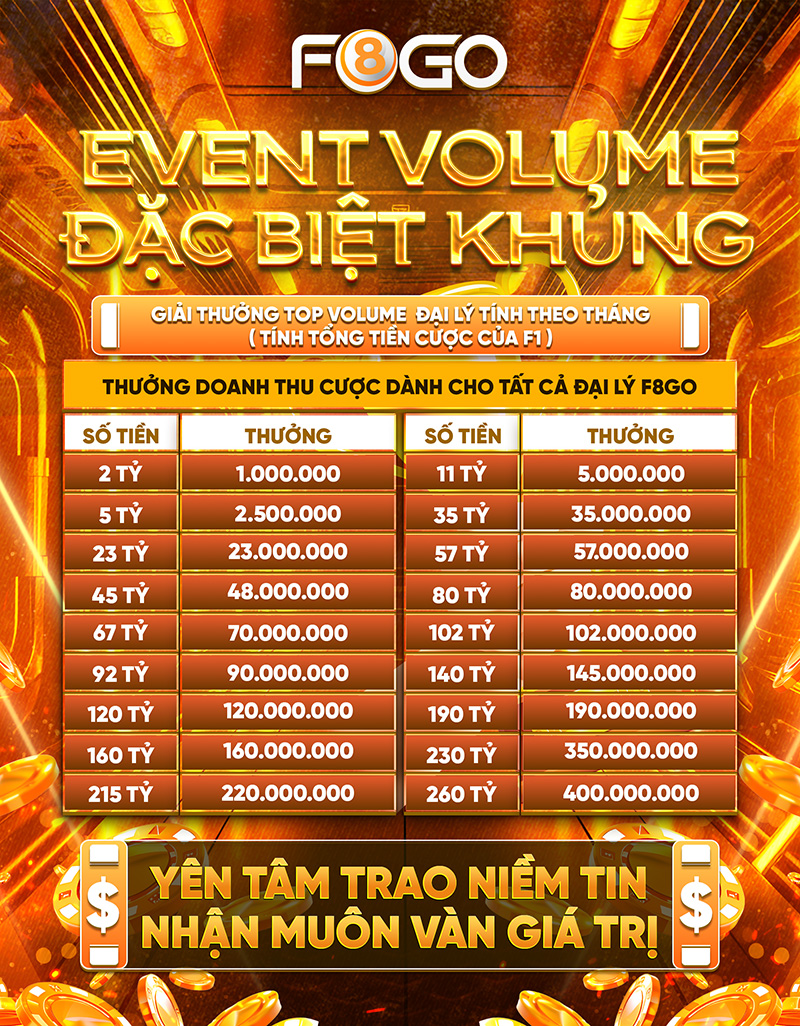 F8GO
EVENT VOLUME
ĐẶC BIỆT KHỦNG
GIẢI THƯỞNG TOP VOLUME ĐẠI LÝ TÍNH THEO THÁNG
( TÍNH TỔNG TIỀN CƯỢC CỦA F1 )
THƯỞNG DOANH THU CƯỢC DÀNH CHO TẤT CẢ ĐẠI LÝ F8GO
SỐ TIỀN THƯỞNG SỐ TIỀN THƯỞNG
2 TỶ 1.000.000 11 TỶ 5.000.000
5 TỶ 2.500.000 35 TỶ 35.000.000
23 TỶ 23.000.000 57 TỶ 57.000.000
45 TỶ 48.000.000 80 TỶ 80.000.000
67 TỶ 70.000.000 102 TỶ 102.000.000
92 TỶ 90.000.000 140 TỶ 145.000.000
120 TỶ 120.000.000 190 TỶ 190.000.000
160 TỶ 160.000.000 230 TỶ 350.000.000
215 TỶ 220.000.000 260 TỶ 400.000.000
$ YÊN TÂM TRAO NIỀM TIN $
NHẬN MUÔN VÀN GIÁ TRỊ